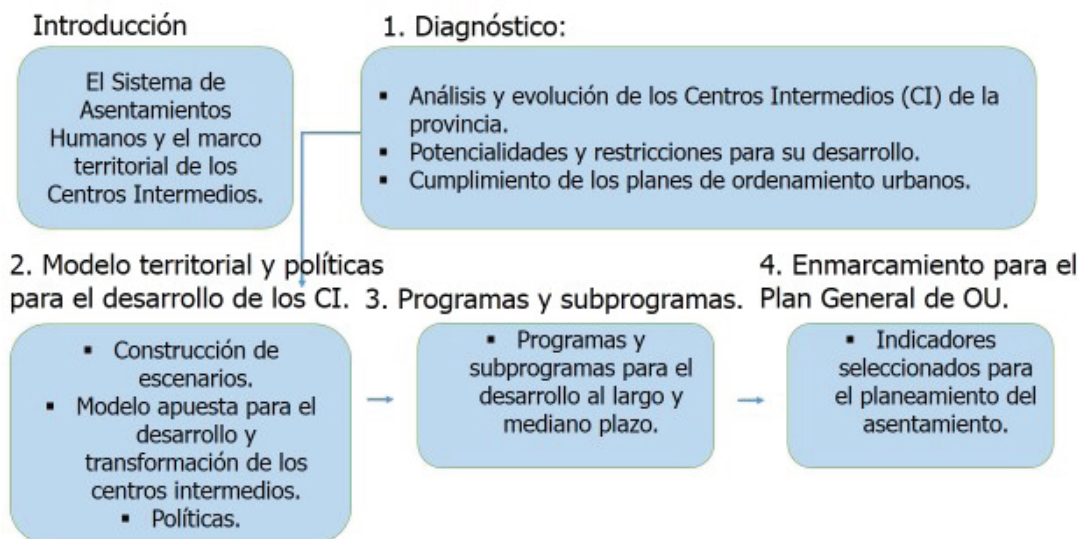 Introducción
El Sistema de
Asentamientos
Humanos y el marco
territorial de los
Centros Intermedios.
1. Diagnóstico:
▪ Análisis y evolución de los Centros Intermedios (CI) de la
provincia.
▪ Potencialidades y restricciones para su desarrollo.
▪ Cumplimiento de los planes de ordenamiento urbanos.
2. Modelo territorial y políticas
para el desarrollo de los CI.
▪ Construcción de
escenarios.
▪ Modelo apuesta para el
desarrollo y
transformación de los
centros intermedios.
▪ Políticas.
3. Programas y subprogramas.
▪ Programas y
subprogramas para el
desarrollo al largo y
mediano plazo.
4. Enmarcamiento para el
Plan General de OU.
▪ Indicadores
seleccionados para
el planeamiento del
asentamiento.